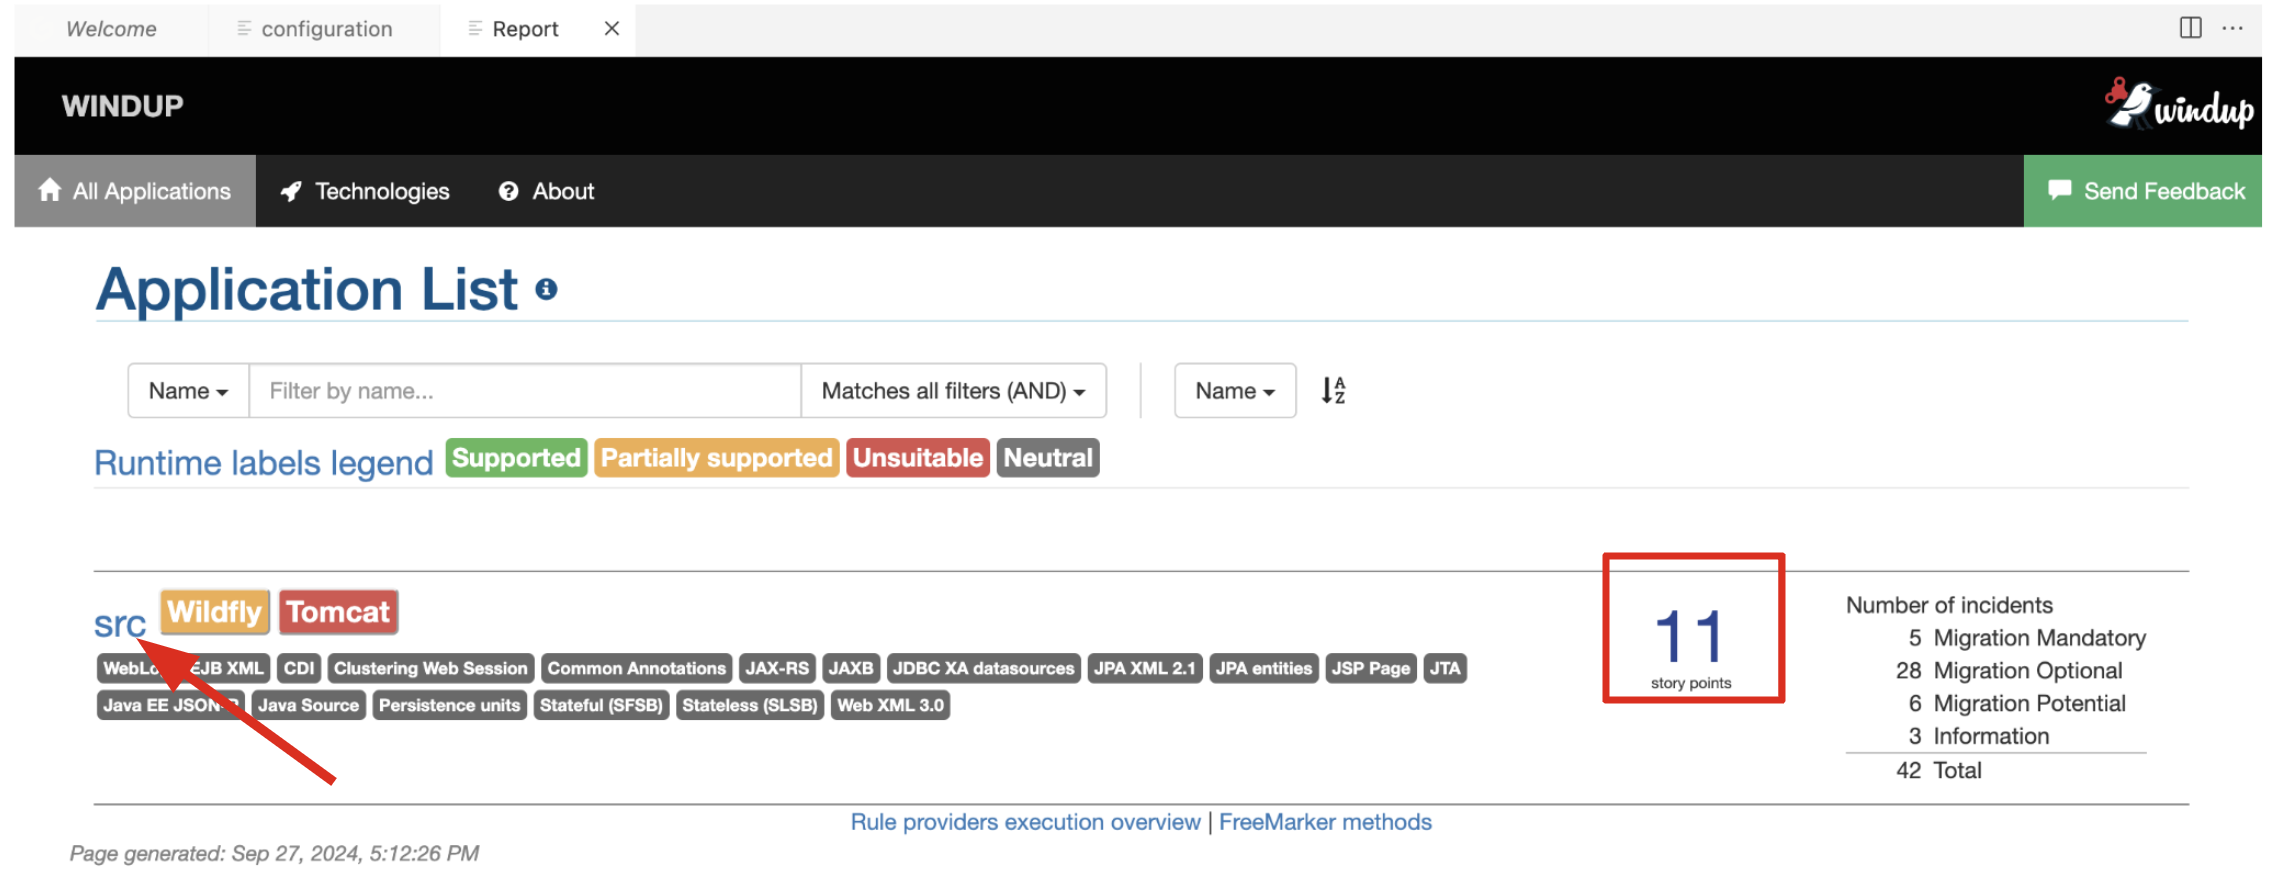 Welcome configuration Report
WINDUP windup
All Applications Technologies About Send Feedback
Application List
Name Filter by name... Matches all filters (AND) Name A Z
Runtime labels legend Supported Partially supported Unsuitable Neutral
src Wildfly Tomcat
EJB XML CDI Clustering Web Session Common Annotations JAX-RS JAXB JDBC XA datasources JPA XML 2.1 JPA entities JSP Page JTA
Java EE Java Source Persistence units Stateful (SFSB) Stateless (SLSB) Web XML 3.0
11
story points
Number of incidents
5 Migration Mandatory
28 Migration Optional
6 Migration Potential
3 Information
42 Total
Rule providers execution overview | FreeMarker methods
Page generated: Sep 27, 2024, 5:12:26 PM